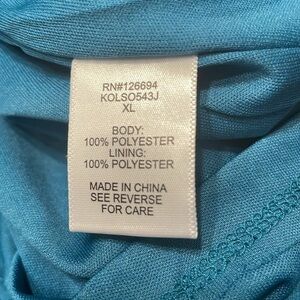 RN#126694
KOLSO543J
XL
BODY:
100% POLYESTER
LINING:
100% POLYESTER
MADE IN CHINA
SEE REVERSE
FOR CARE